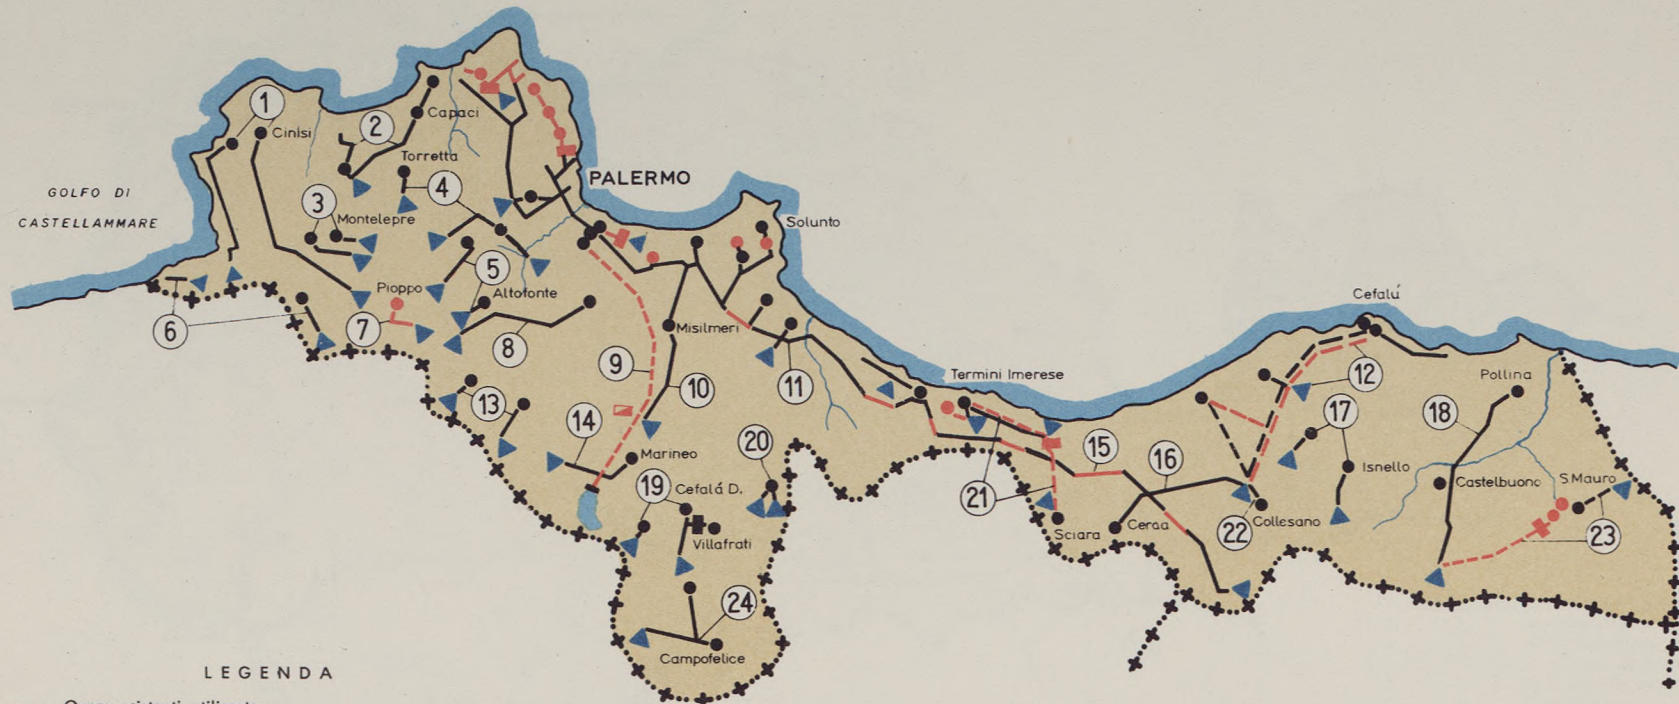 1
Cinisi
2
Capaci
Torretta
4
GOLFO DI
CASTELLAMMARE
3
Montelepre
PALERMO
Solunto
5
Pioppo
Altofonte
6
7
8
9
Misilmeri
10
11
Termini Imerese
Cefalú
12
Pollina
13
14
Marineo
20
19
Cefalá D.
Villafrati
15
16
17
18
Isnello
Castelbuono
S.Mauro
21
Sciara
Cerda
22
Collesano
23
24
Campofelice
LEGENDA